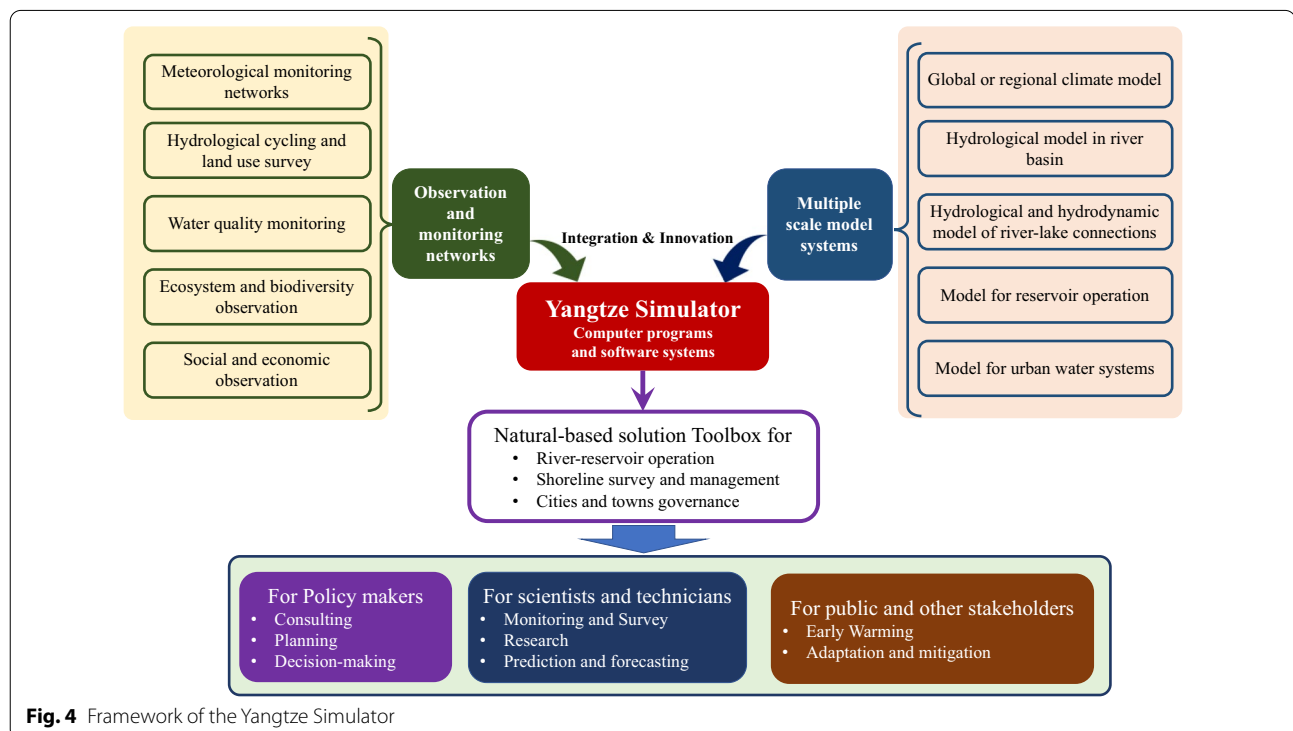 Meteorological monitoring
networks
Hydrological cycling and
land use survey
Water quality monitoring
Ecosystem and biodiversity
observation
Social and economic
observation
Observation
and
monitoring
networks
Integration & Innovation
Multiple
scale model
systems
Global or regional climate model
Hydrological model in river
basin
Hydrological and hydrodynamic
model of river-lake connections
Model for reservoir operation
Model for urban water systems
Yangtze Simulator
Computer programs
and software systems
Natural-based solution Toolbox for
• River-reservoir operation
• Shoreline survey and management
• Cities and towns governance
For Policy makers
• Consulting
• Planning
• Decision-making
For scientists and technicians
• Monitoring and Survey
• Research
• Prediction and forecasting
For public and other stakeholders
• Early Warming
• Adaptation and mitigation
Fig. 4 Framework of the Yangtze Simulator